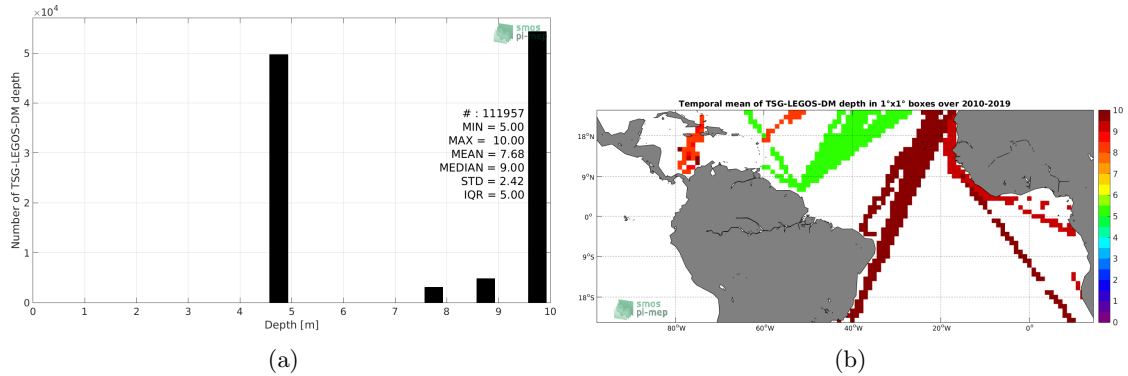 ×10⁴
5
4
3
2
1
0
Number of TSG-LEGOS-DM depth
smos
pi-mep
# : 111957
MIN = 5.00
MAX = 10.00
MEAN = 7.68
MEDIAN = 9.00
STD = 2.42
IQR = 5.00
0 1 2 3 4 5 6 7 8 9 10
Depth [m]
(a)
Temporal mean of TSG-LEGOS-DM depth in 1°x1° boxes over 2010-2019
18°N
9°N
0°
9°S
18°S
80°W 60°W 40°W 20°W 0°
smos
pi-mep
10
9
8
7
6
5
4
3
2
1
0
(b)